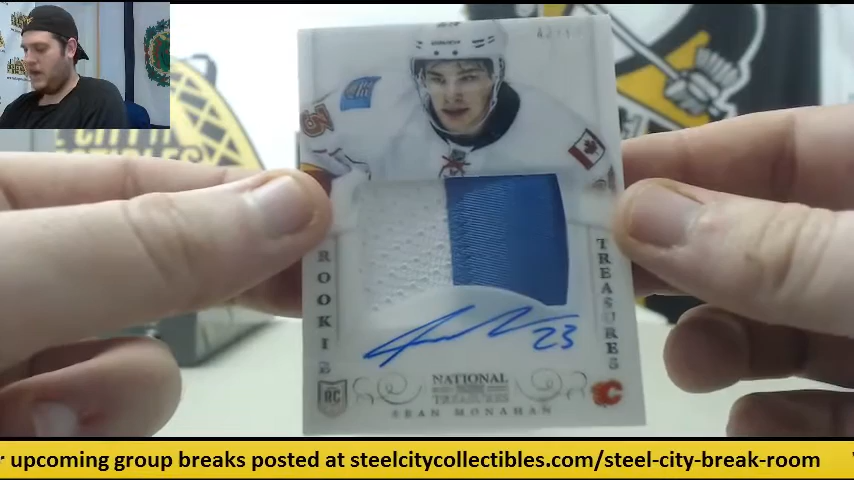 ROOKIE
TREASURES
23
RC
NATIONAL
TREASURES
SEAN MONAHAN
upcoming group breaks posted at steelcitycollectibles.com/steel-city-break-room